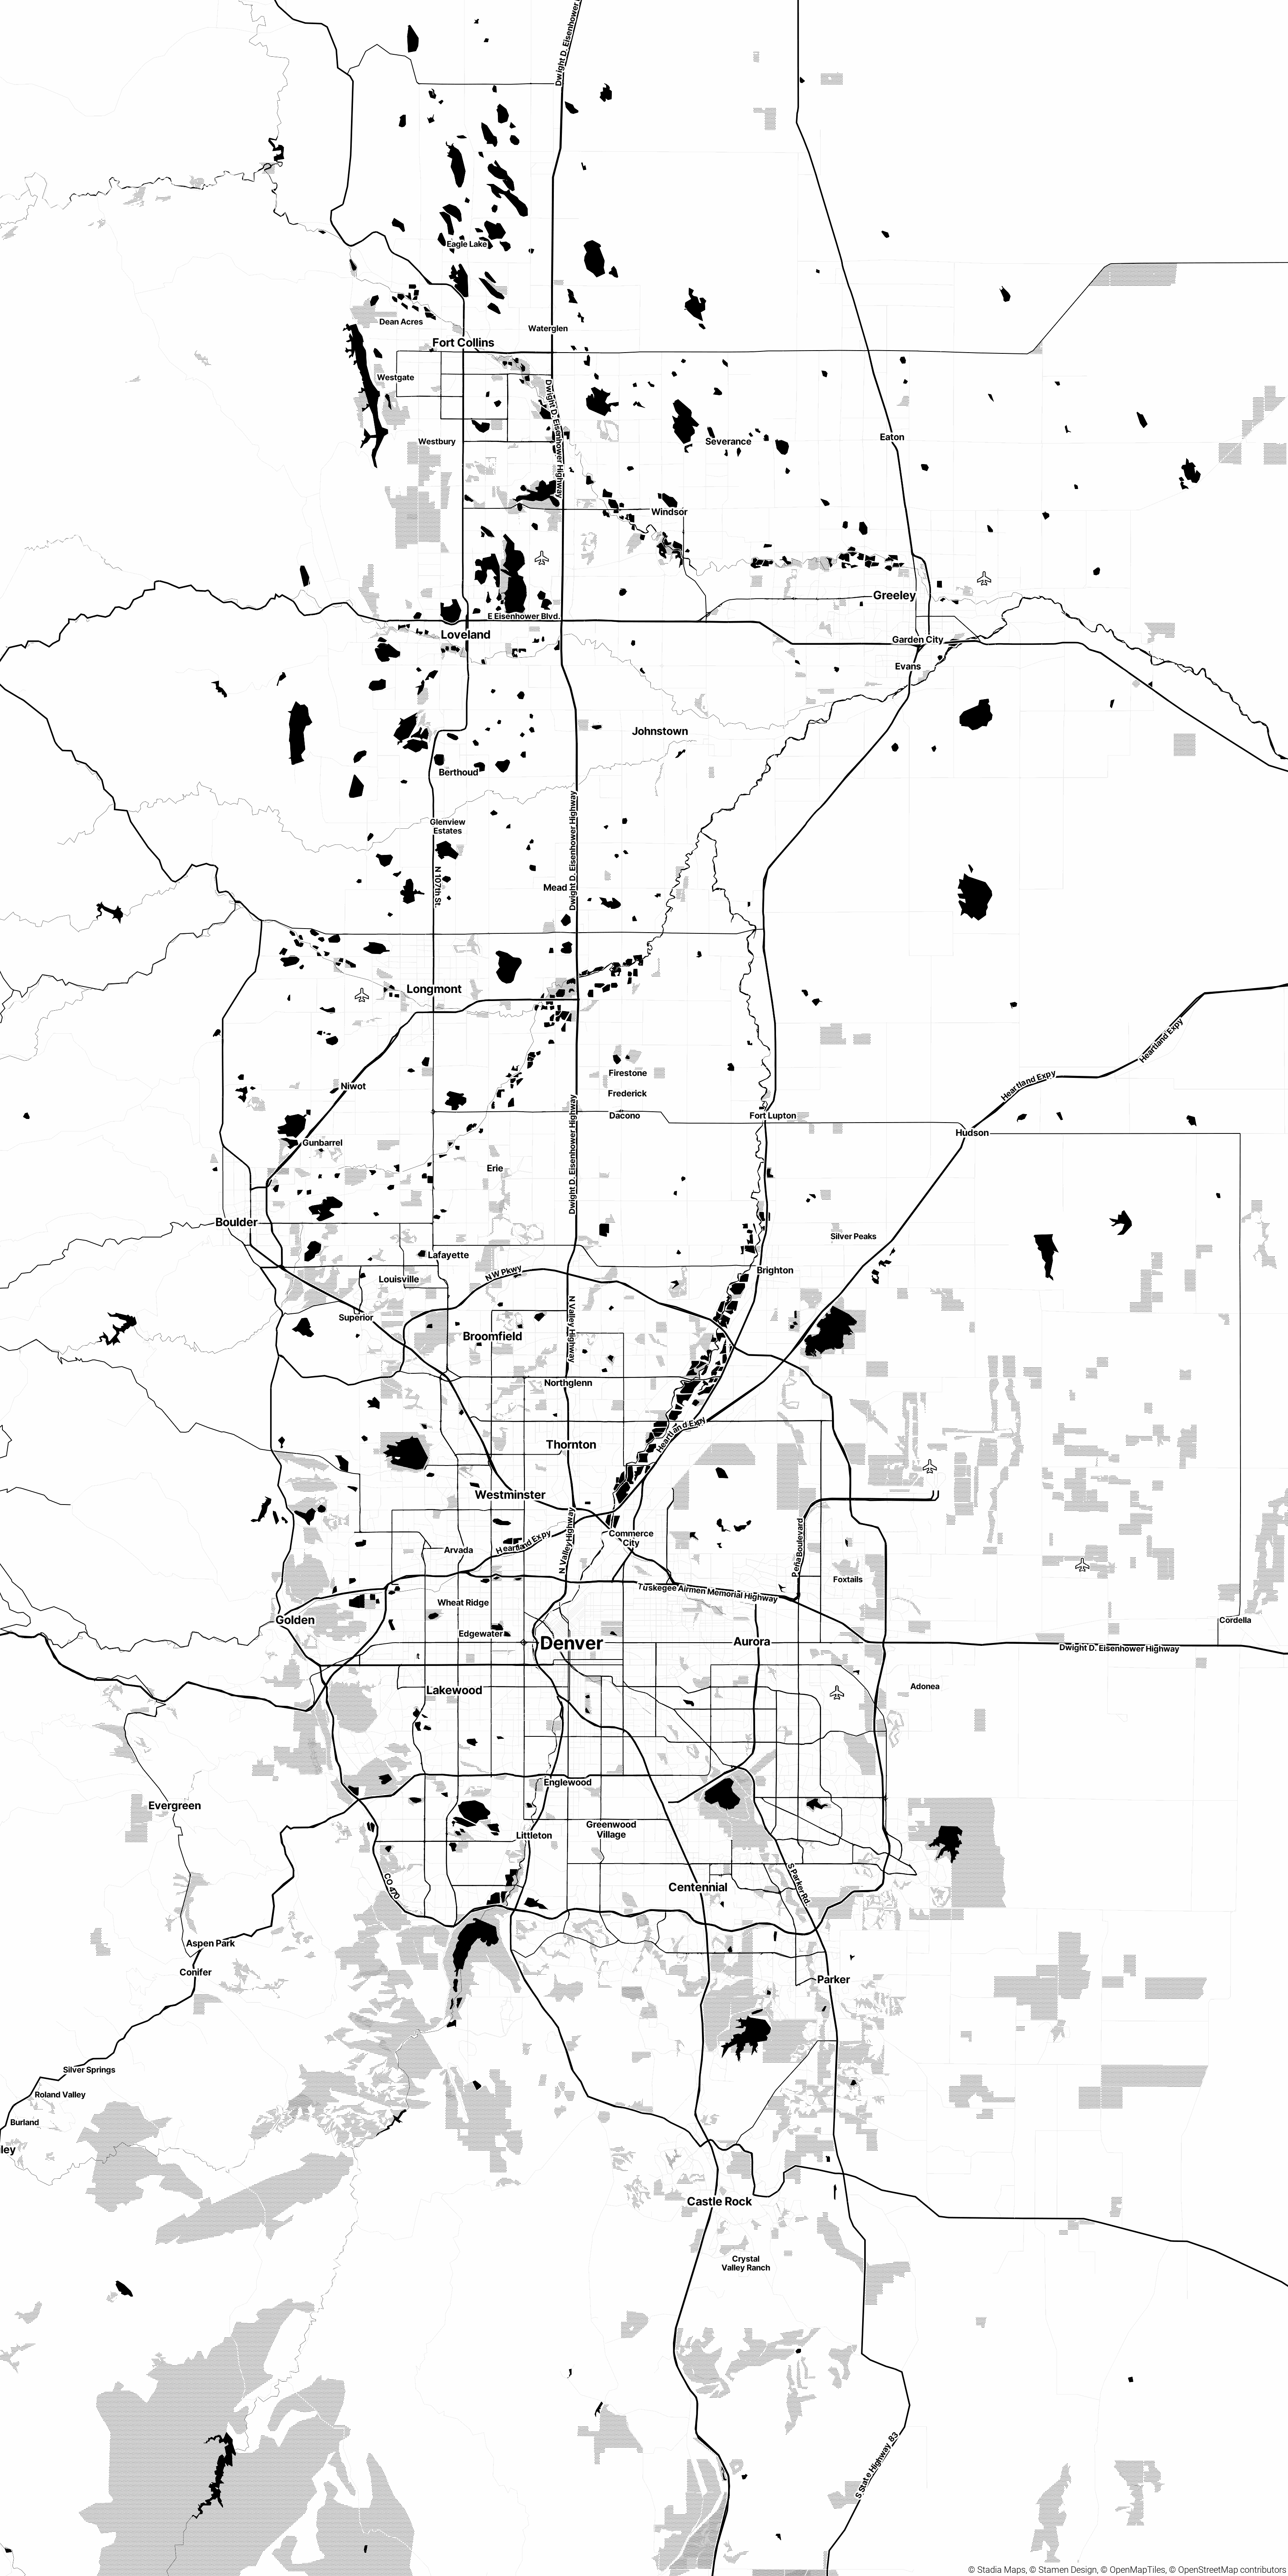 Dwight D. Eisenhower
Eagle Lake
Dean Acres
Waterglen
Fort Collins
Westgate
Dwight D. Eisenhower Highway
Westbury
Severance
Eaton
Windsor
Greeley
E Eisenhower Blvd.
Loveland
Garden City
Evans
Johnstown
Berthoud
Glenview
Estates
Dwight D. Eisenhower Highway
N 107th St.
Mead
Longmont
Heartland Expy
Firestone
Niwot
Heartland Expy
Frederick
Dacono
Fort Lupton
Dwight D. Eisenhower Highway
Hudson
Gunbarrel
Erie
Boulder
Silver Peaks
Lafayette
Brighton
NW Pkwy
Louisville
Superior
N Valley Highway
Broomfield
Northglenn
Heartland Expy
Thornton
Westminster
Commerce
City
Heartland Expy
N Valley Highway
Peña Boulevard
Arvada
Foxtails
Tuskegee Airmen Memorial Highway
Wheat Ridge
Golden
Cordella
Edgewater
Denver
Aurora
Dwight D. Eisenhower Highway
Adonea
Lakewood
Englewood
Evergreen
Greenwood
Village
Littleton
CO 470
S Parker Rd.
Centennial
Aspen Park
Conifer
Parker
Silver Springs
Roland Valley
Burland
ley
Castle Rock
Crystal
Valley Ranch
S State Highway 83
© Stadia Maps, © Stamen Design, © OpenMapTiles, © OpenStreetMap contributors